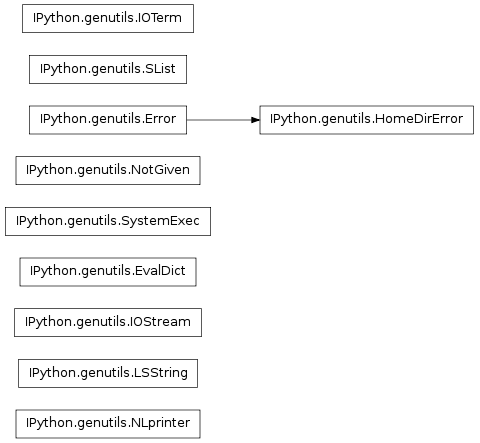 IPython.genutils.IOTerm
IPython.genutils.SList
IPython.genutils.Error
IPython.genutils.HomeDirError
IPython.genutils.NotGiven
IPython.genutils.SystemExec
IPython.genutils.EvalDict
IPython.genutils.IOStream
IPython.genutils.LSString
IPython.genutils.NLprinter